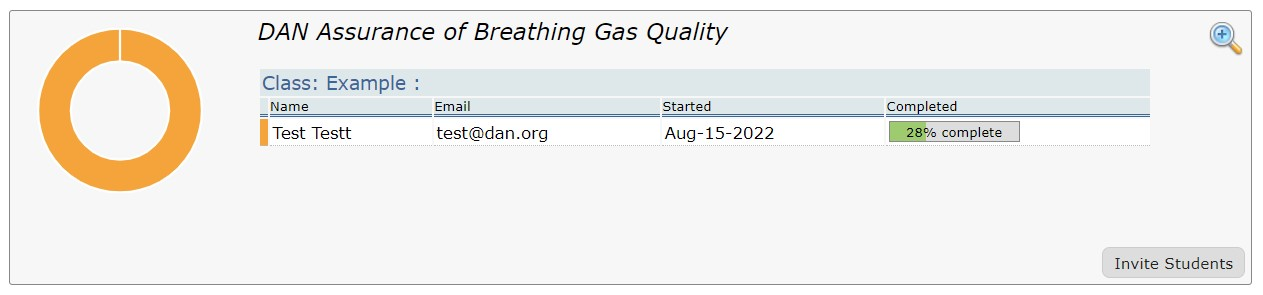 DAN Assurance of Breathing Gas Quality
Class: Example :
Name Email Started Completed
Test Testt test@dan.org Aug-15-2022 28% complete
Invite Students